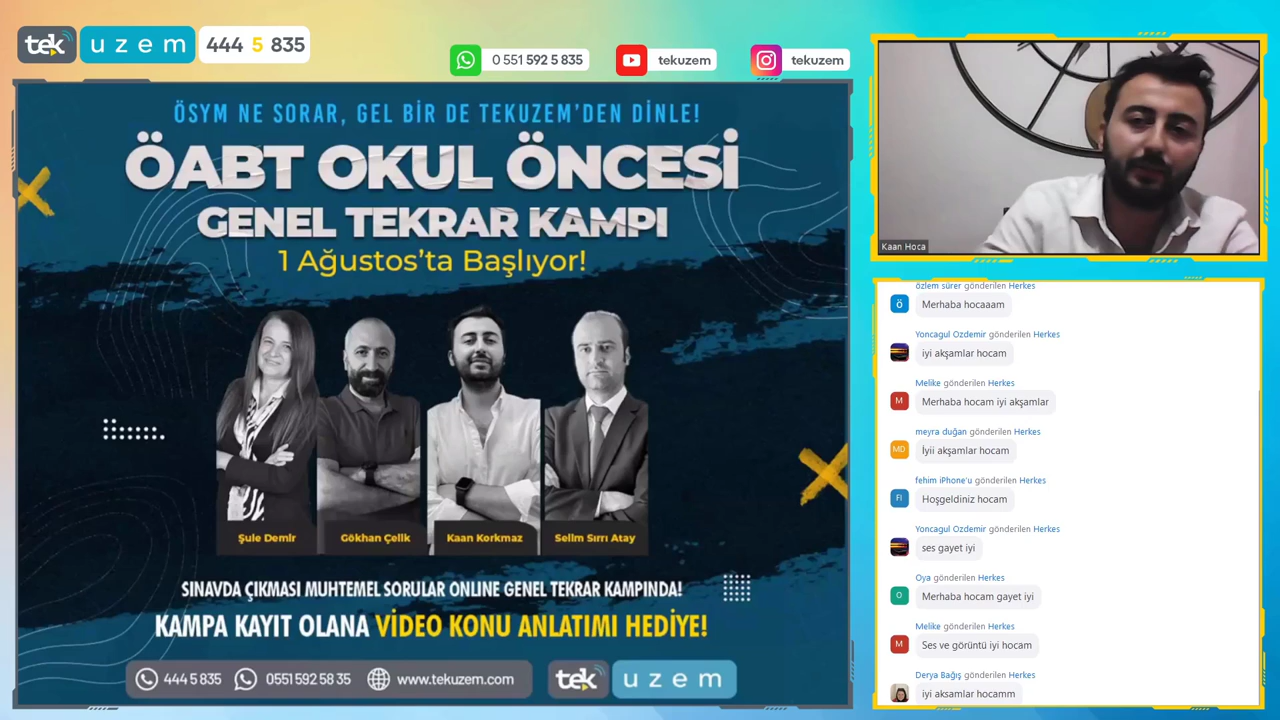 tek uzem 444 5 835
0 551 592 5 835
tekuzem
tekuzem
ÖSYM NE SORAR, GEL BİR DE TEKUZEM'DEN DİNLE!
ÖABT OKUL ÖNCESİ
GENEL TEKRAR KAMPI
1 Ağustos'ta Başlıyor!
Şule Demir
Gökhan Çelik
Kaan Korkmaz
Selim Sırrı Atay
SINAVDA ÇIKMASI MUHTEMEL SORULAR ONLINE GENEL TEKRAR KAMPINDA!
KAMPA KAYIT OLANA VİDEO KONU ANLATIMI HEDİYE!
444 5 835 0551 592 58 35 www.tekuzem.com tek uzem
Kaan Hoca
özlem sürer gönderilen Herkes
Ö
Merhaba hocaaam
Yoncagul Ozdemir gönderilen Herkes
iyi akşamlar hocam
Melike gönderilen Herkes
M
Merhaba hocam iyi akşamlar
meyra duğan gönderilen Herkes
MD
İyii akşamlar hocam
fehim iPhone'u gönderilen Herkes
FI
Hoşgeldiniz hocam
Yoncagul Ozdemir gönderilen Herkes
ses gayet iyi
Oya gönderilen Herkes
O
Merhaba hocam gayet iyi
Melike gönderilen Herkes
M
Ses ve görüntü iyi hocam
Derya Bağış gönderilen Herkes
iyi aksamlar hocamm